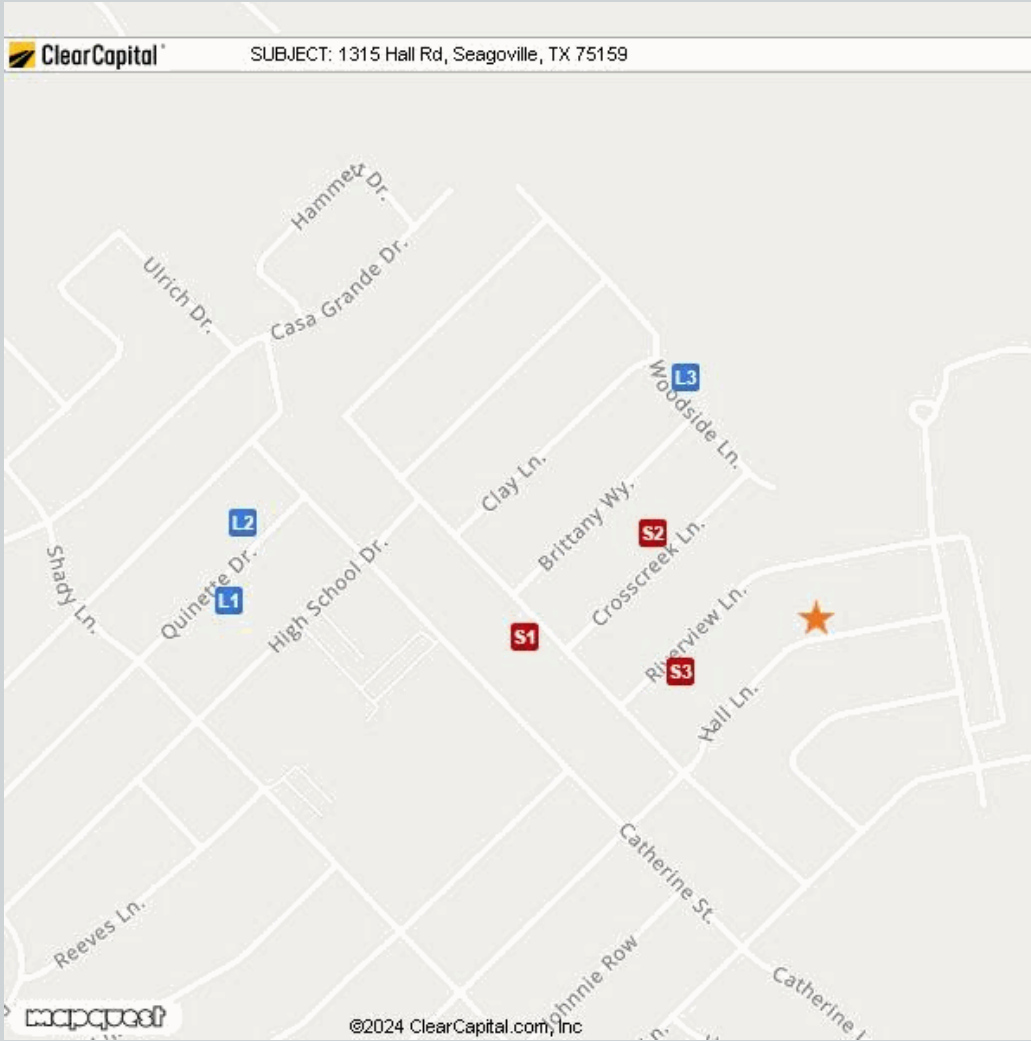 ClearCapital
SUBJECT: 1315 Hall Rd, Seagoville, TX 75159
Hammett Dr.
Ulrich Dr.
Casa Grande Dr.
L3
Woodside Ln.
Clay Ln.
L2
Brittany Wy.
S2
Shady Ln.
Quinette Dr.
High School Dr.
Crosscreek Ln.
L1
Riverview Ln.
S1
S3
Hall Ln.
Catherine St.
Reeves Ln.
Johnnie Row
Catherine
mapquest
©2024 ClearCapital.com, Inc